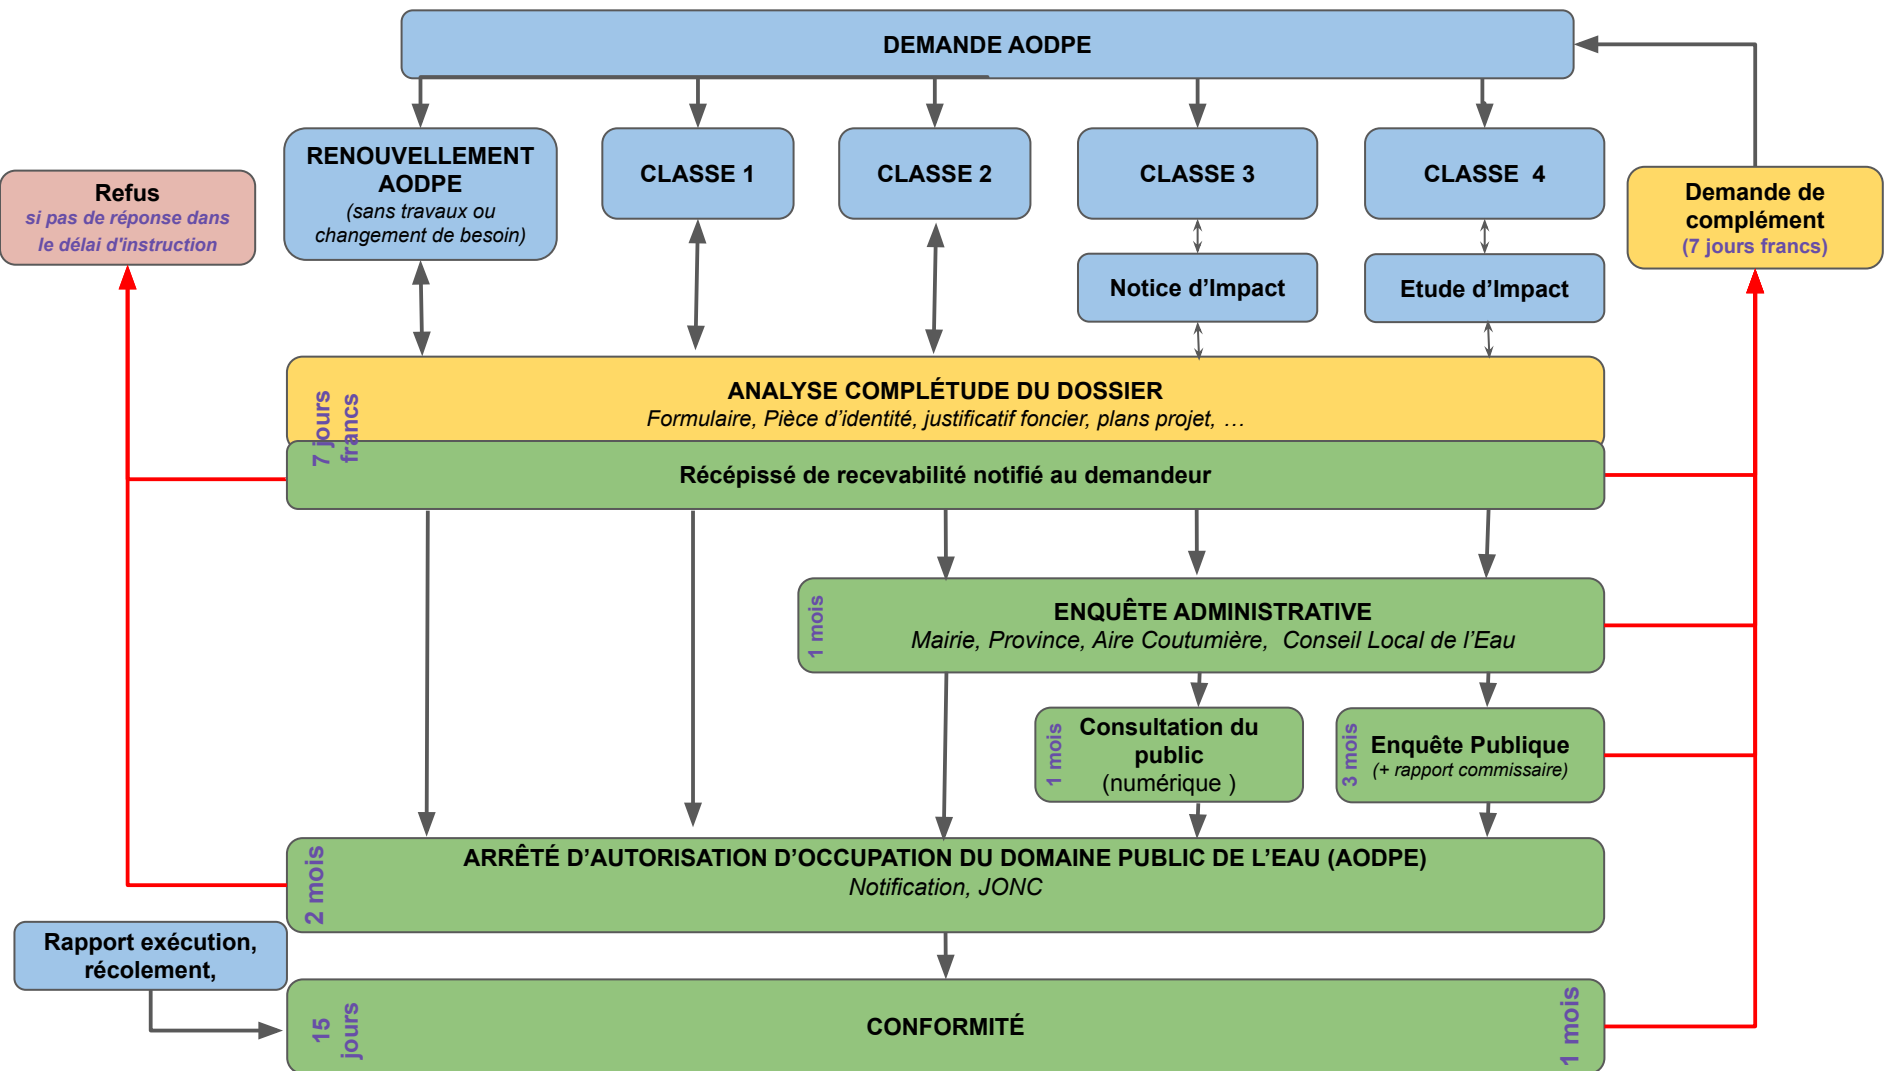 DEMANDE AODPE
RENOUVELLEMENT
AODPE
(sans travaux ou
changement de besoin)
CLASSE 1
CLASSE 2
CLASSE 3
CLASSE  4
Refus
si pas de réponse dans
le délai d'instruction
Demande de
complément
(7 jours francs)
Notice d’Impact
Etude d’Impact
7 jours
francs
ANALYSE COMPLÉTUDE DU DOSSIER
Formulaire, Pièce d’identité, justificatif foncier, plans projet, …
Récépissé de recevabilité notifié au demandeur
1 mois
ENQUÊTE ADMINISTRATIVE
Mairie, Province, Aire Coutumière,  Conseil Local de l’Eau
1 mois
Consultation du
public
(numérique )
3 mois
Enquête Publique
(+ rapport commissaire)
2 mois
ARRÊTÉ D’AUTORISATION D’OCCUPATION DU DOMAINE PUBLIC DE L’EAU (AODPE)
Notification, JONC
Rapport exécution,
récolement,
15
jours
CONFORMITÉ
1 mois